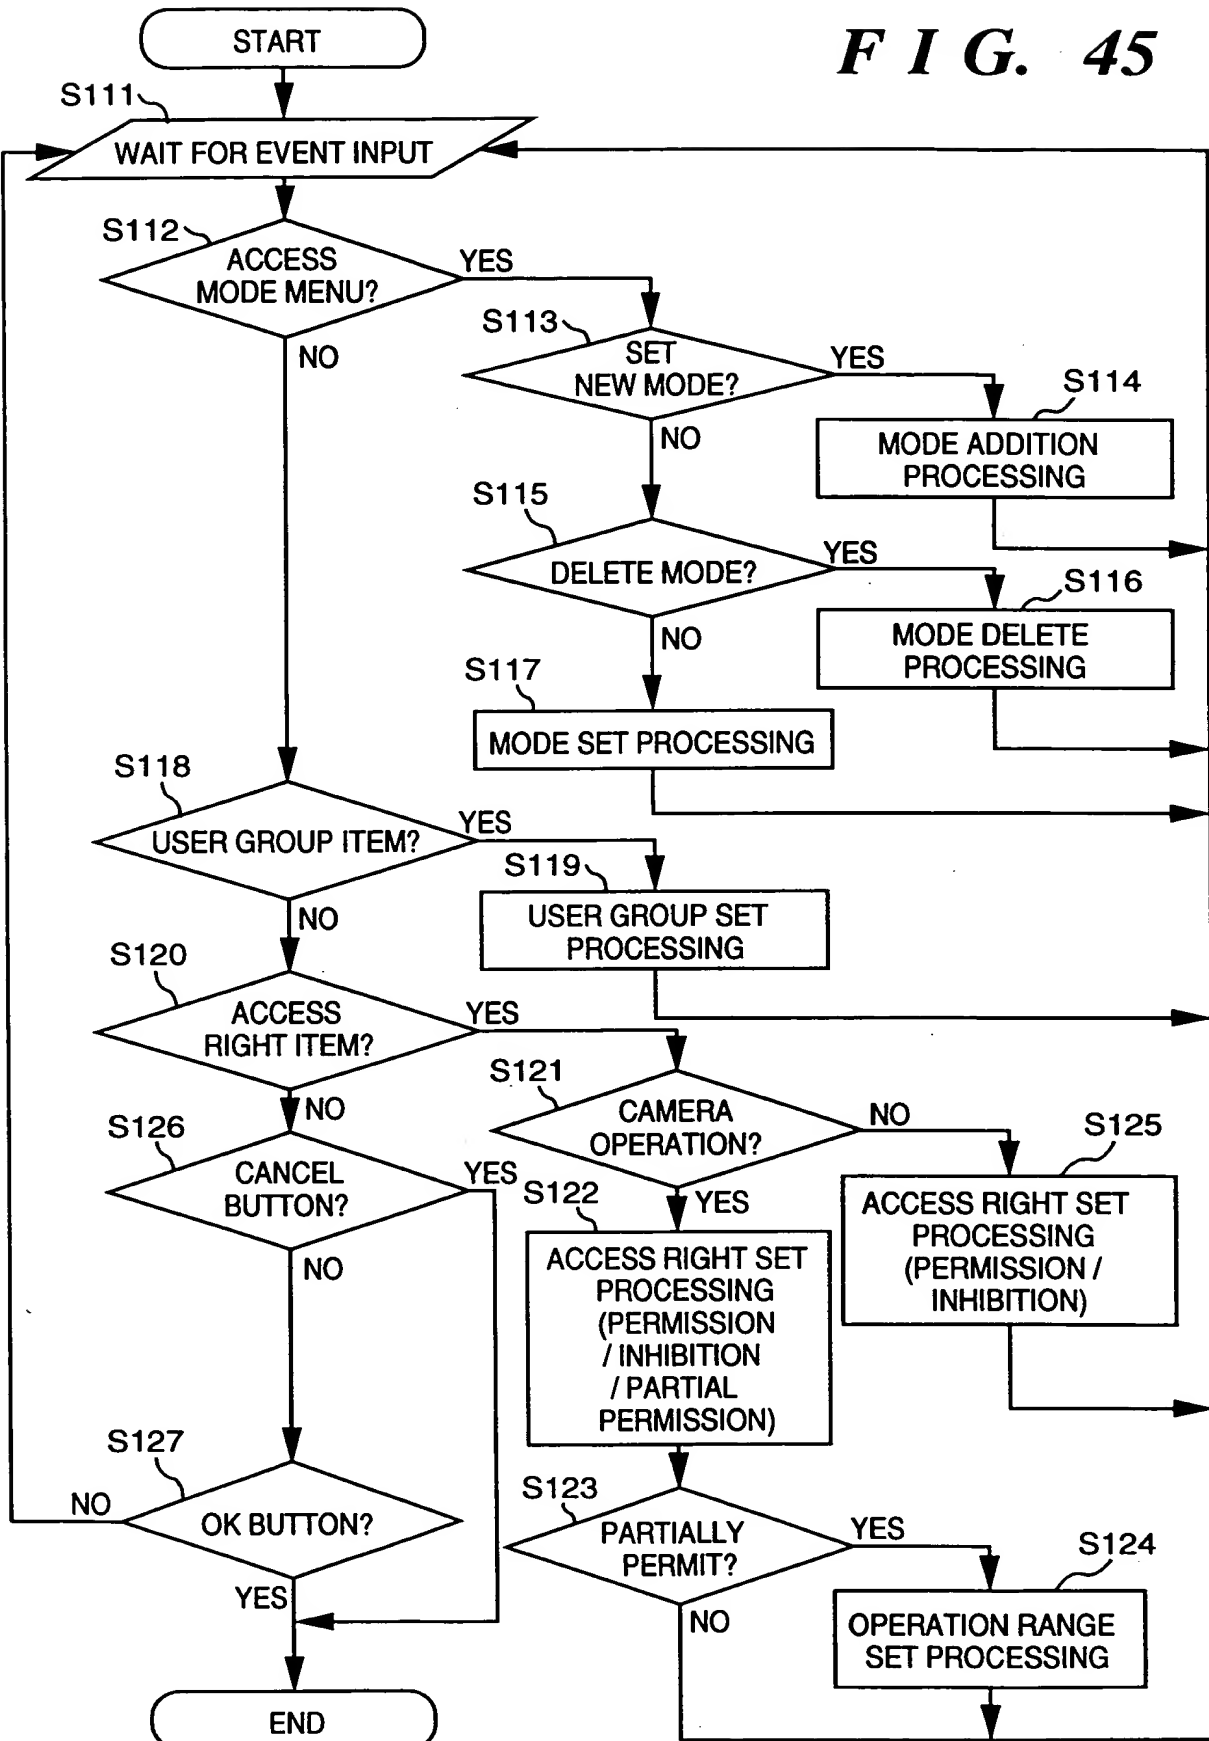 START
F I G. 45
S111
WAIT FOR EVENT INPUT
S112
ACCESS
MODE MENU?
YES
NO
S113
SET
NEW MODE?
YES
NO
S114
MODE ADDITION
PROCESSING
S115
DELETE MODE?
YES
NO
S116
MODE DELETE
PROCESSING
S117
MODE SET PROCESSING
S118
USER GROUP ITEM?
YES
NO
S119
USER GROUP SET
PROCESSING
S120
ACCESS
RIGHT ITEM?
YES
NO
S121
CAMERA
OPERATION?
NO
YES
S125
ACCESS RIGHT SET
PROCESSING
(PERMISSION /
INHIBITION)
S126
CANCEL
BUTTON?
YES
NO
S122
ACCESS RIGHT SET
PROCESSING
(PERMISSION
/ INHIBITION
/ PARTIAL
PERMISSION)
S127
OK BUTTON?
NO
YES
S123
PARTIALLY
PERMIT?
YES
NO
S124
OPERATION RANGE
SET PROCESSING
END